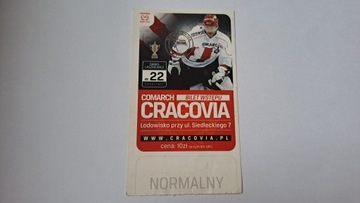 22
COMARCH BILET WSTĘPU
CRACOVIA
Lodowisko przy ul. Siedleckiego 7
WWW.CRACOVIA.PL
cena: 10zł
NORMALNY